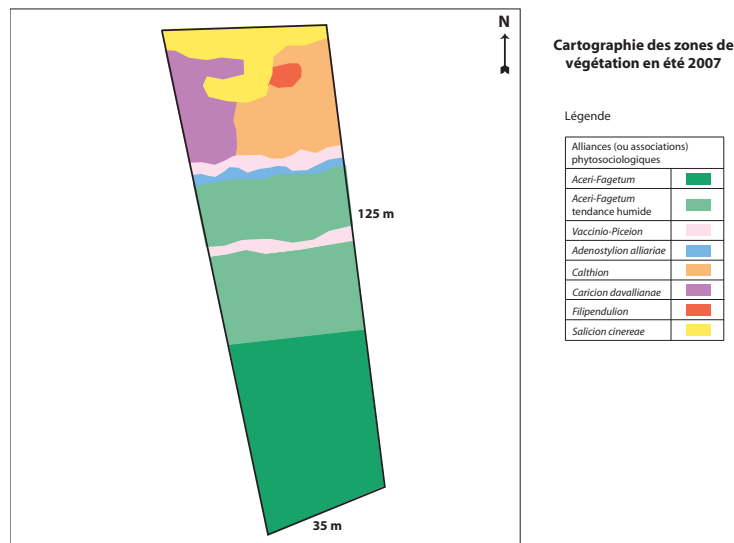 N
Cartographie des zones de
végétation en été 2007
Légende
Alliances (ou associations)
phytosociologiques
Aceri-Fagetum
Aceri-Fagetum
tendance humide
Vaccinio-Piceion
Adenostylion alliariae
Calthion
Caricion davallianae
Filipendulion
Salicion cinereae
125 m
35 m